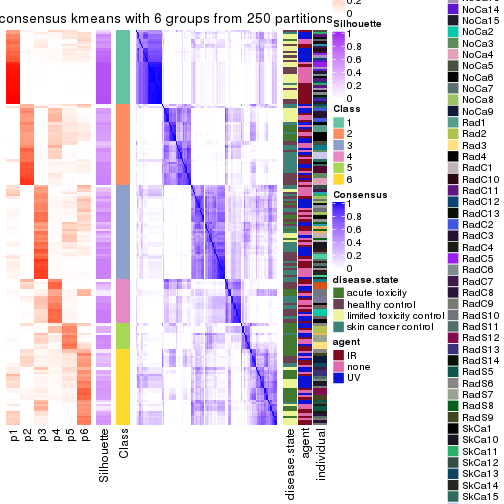 consensus kmeans with 6 groups from 250 partitions
0.2
Silhouette
1
0.8
0.6
0.4
0.2
0
Class
1
2
3
4
5
6
Consensus
1
0.8
0.6
0.4
0.2
0
disease.state
acute toxicity
healthy control
limited toxicity control
skin cancer control
agent
IR
none
UV
p1
p2
p3
p4
p5
p6
Silhouette
Class
disease.state
agent
individual
NoCa14
NoCa15
NoCa2
NoCa3
NoCa4
NoCa5
NoCa6
NoCa7
NoCa8
NoCa9
Rad1
Rad2
Rad3
Rad4
RadC1
RadC10
RadC11
RadC12
RadC13
RadC2
RadC3
RadC4
RadC5
RadC6
RadC7
RadC8
RadC9
RadS10
RadS11
RadS12
RadS13
RadS14
RadS5
RadS6
RadS7
RadS8
RadS9
SkCa1
SkCa10
SkCa11
SkCa12
SkCa13
SkCa14
SkCa15